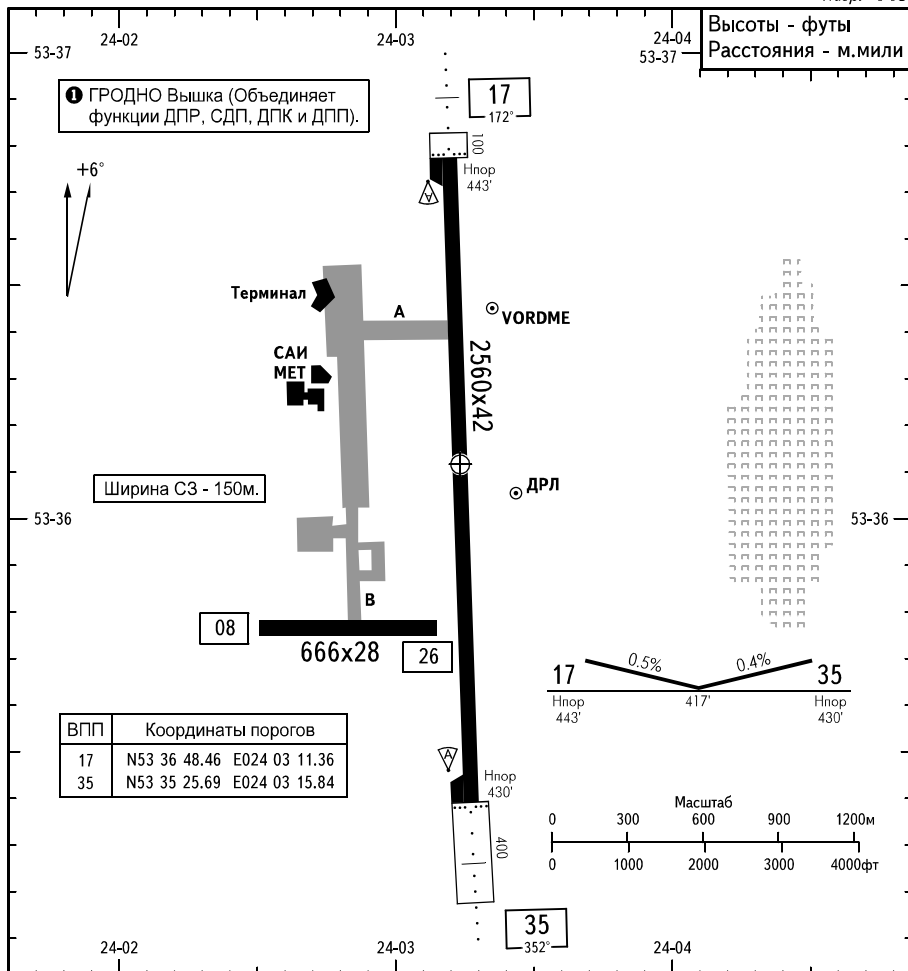 Высоты - футы
Расстояния - м.мили
24-02
24-03
24-04
53-37
53-37
❶ ГРОДНО Вышка (Объединяет
функции ДПР, СДП, ДПК и ДПП).
17
172°
100
Нпор
443'
+6°
Терминал
A
VORDME
САИ
МЕТ
2560x42
Ширина СЗ - 150м.
ДРЛ
53-36
53-36
B
08
666x28
26
17
0.5%
0.4%
35
Нпор
443'
417'
Нпор
430'
ВПП Координаты порогов
17 N53 36 48.46 E024 03 11.36
35 N53 35 25.69 E024 03 15.84
A
A
Нпор
430'
400
Масштаб
0 300 600 900 1200м
0 1000 2000 3000 4000фт
35
352°
24-02
24-03
24-04